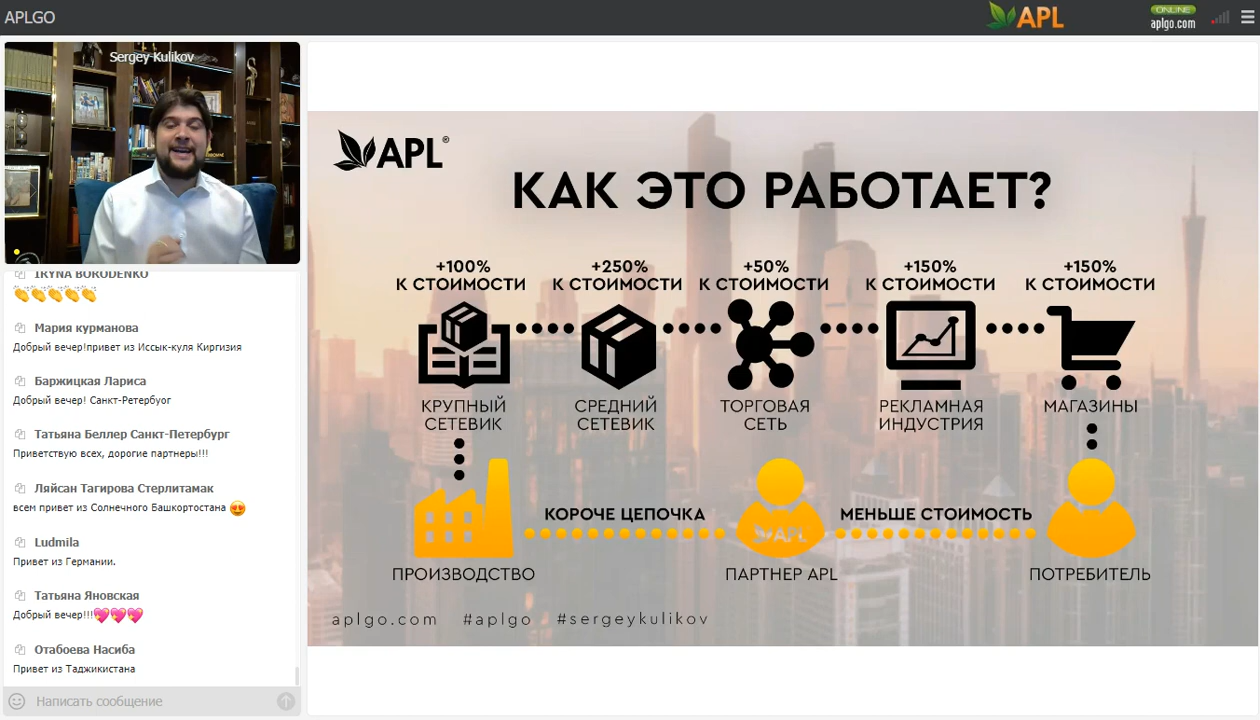 APLGO
APL
ONLINE
aplgo.com
Sergey Kulikov
IRYNA BORODENKO
Мария курманова
Добрый вечер!привет из Иссык-куля Киргизия
Баржицкая Лариса
Добрый вечер! Санкт-Ретербуог
Татьяна Беллер Санкт-Петербург
Приветствую всех, дорогие партнеры!!!
Ляйсан Тагирова Стерлитамак
всем привет из Солнечного Башкортостана
Ludmila
Привет из Германии.
Татьяна Яновская
Добрый вечер!!!
Отабоева Насиба
Привет из Таджикистана
Написать сообщение
APL®
КАК ЭТО РАБОТАЕТ?
+100%
К СТОИМОСТИ
+250%
К СТОИМОСТИ
+50%
К СТОИМОСТИ
+150%
К СТОИМОСТИ
+150%
К СТОИМОСТИ
КРУПНЫЙ
СЕТЕВИК
СРЕДНИЙ
СЕТЕВИК
ТОРГОВАЯ
СЕТЬ
РЕКЛАМНАЯ
ИНДУСТРИЯ
МАГАЗИНЫ
КОРОЧЕ ЦЕПОЧКА
МЕНЬШЕ СТОИМОСТЬ
APL
ПРОИЗВОДСТВО
ПАРТНЕР APL
ПОТРЕБИТЕЛЬ
aplgo.com #aplgo #sergeykulikov